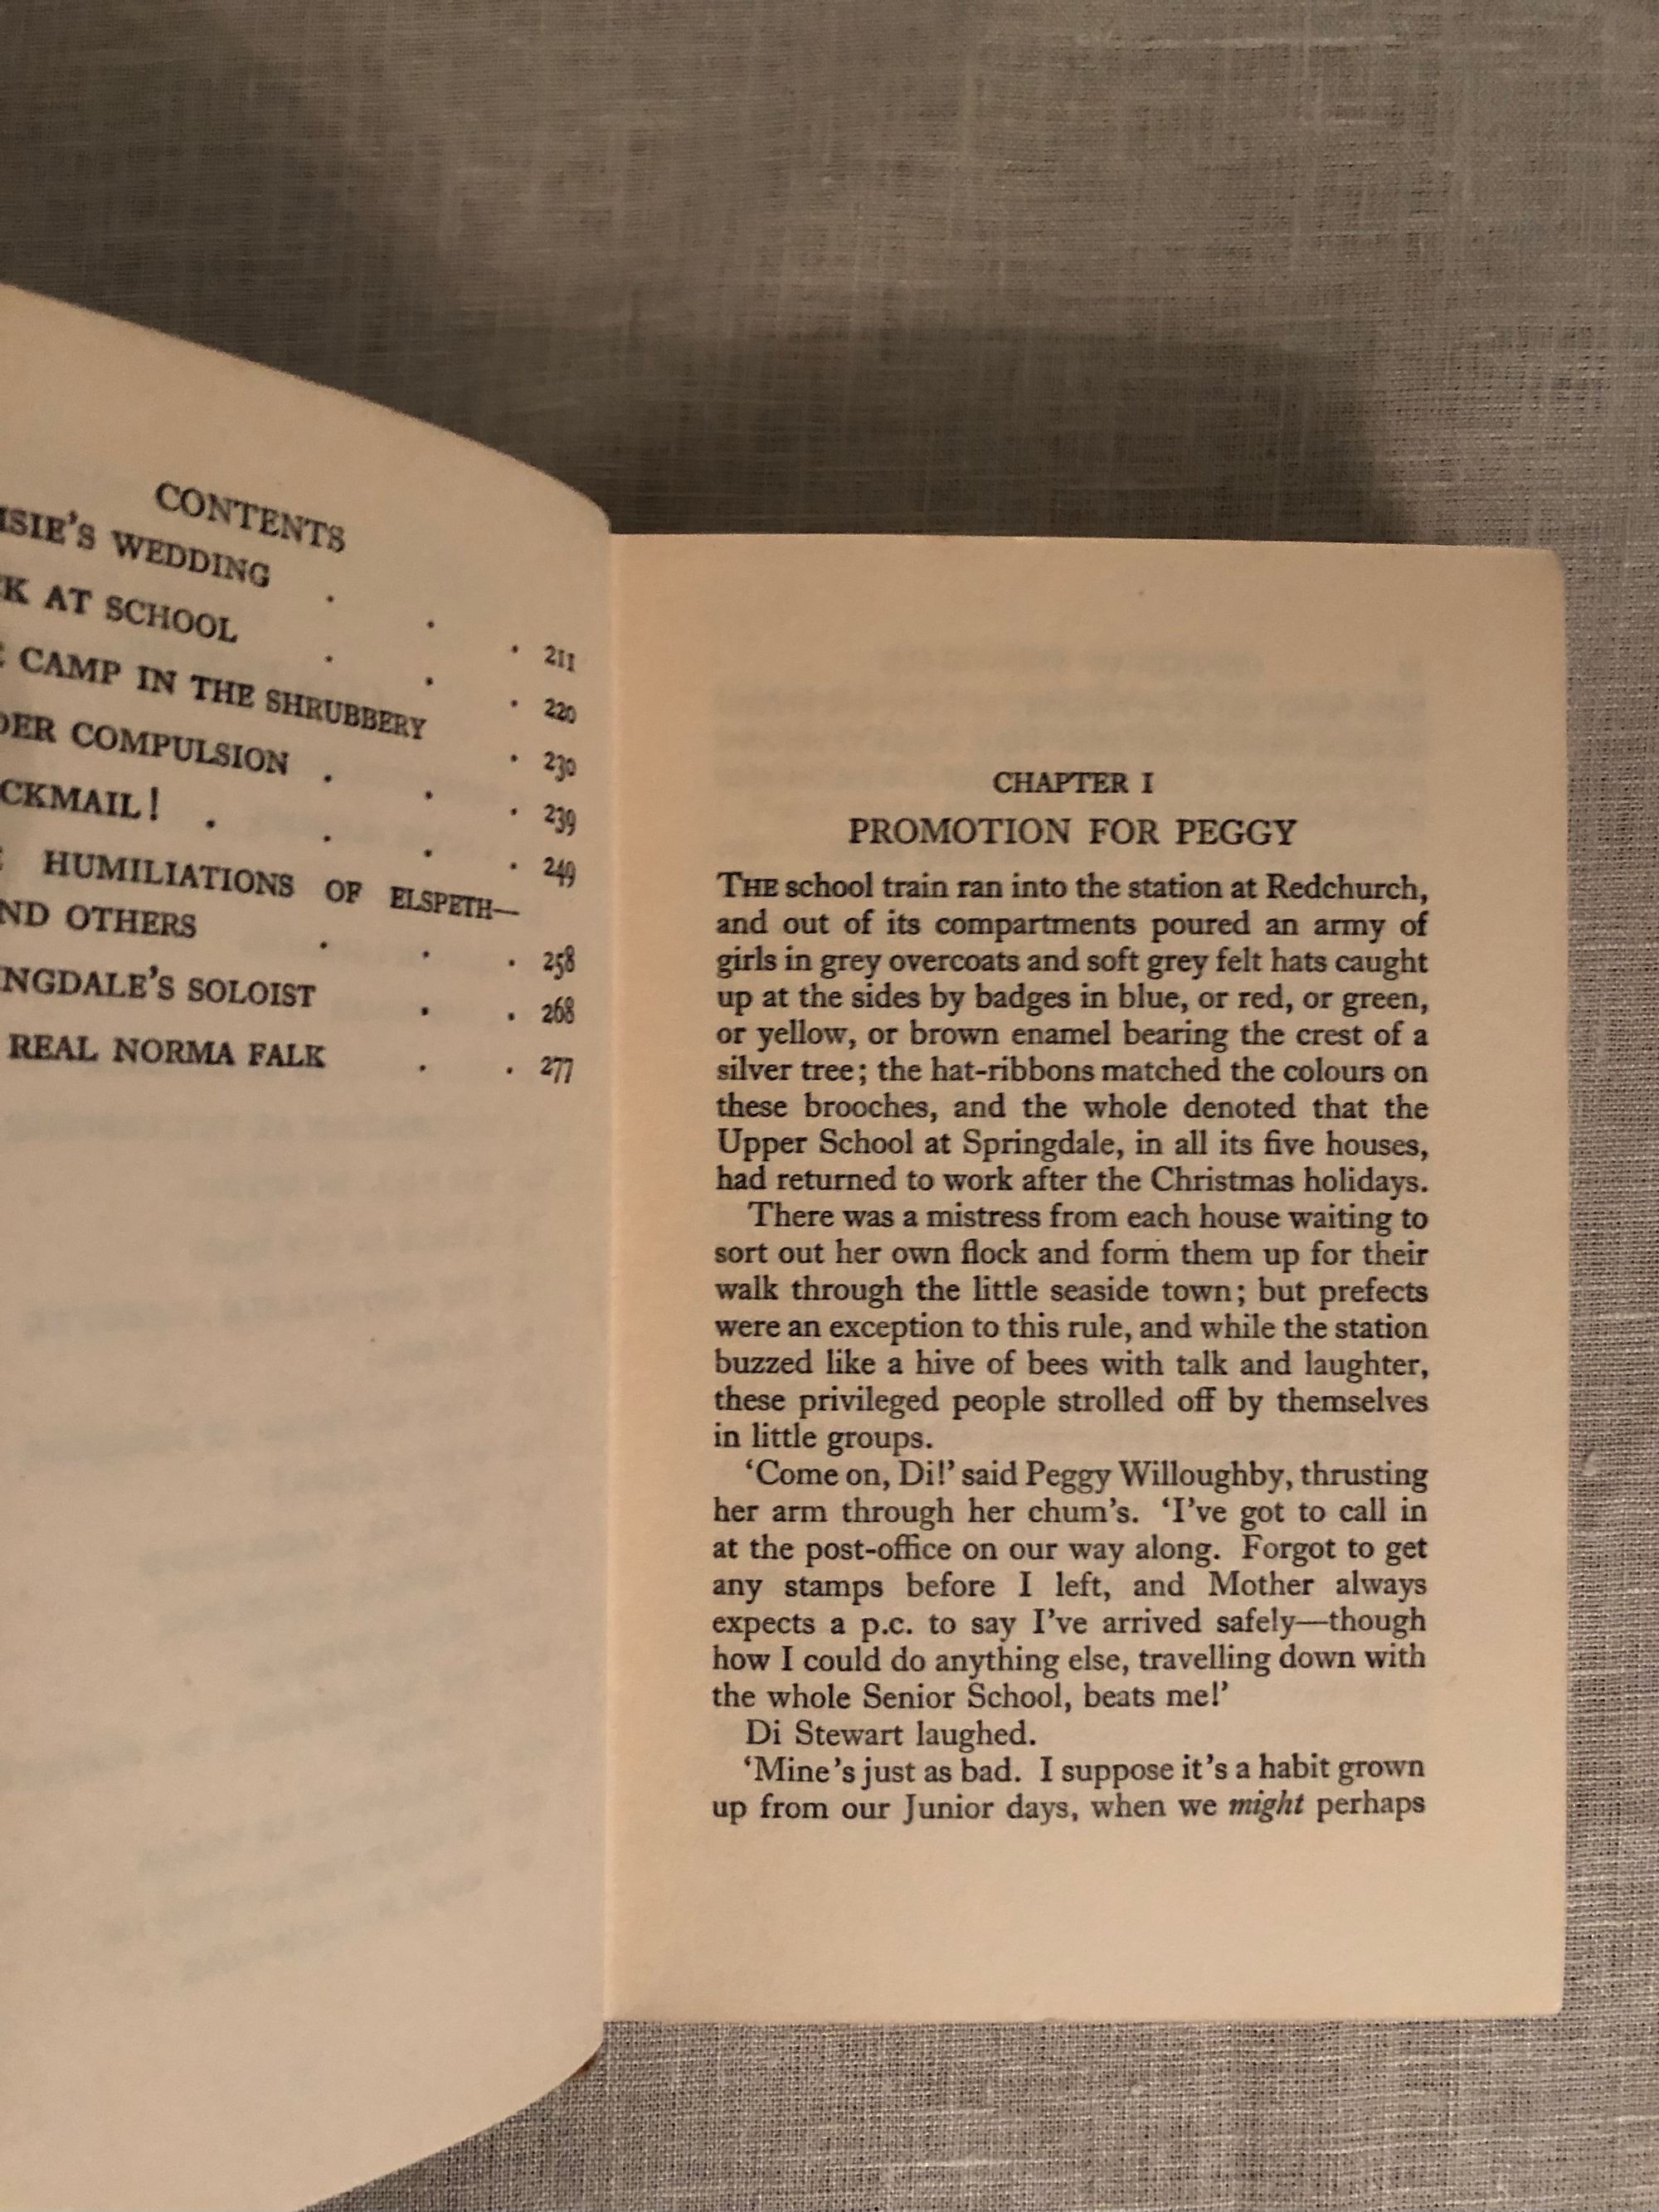 CONTENTS
WEDDING . . . 211
AT SCHOOL . . . 220
CAMP IN THE SHRUBBERY . 230
COMPULSION . . . 239
! . . . . 249
HUMILIATIONS OF ELSPETH—
OTHERS . . . 258
SOLOIST . . 268
REAL NORMA FALK . . 277
CHAPTER I
PROMOTION FOR PEGGY
THE school train ran into the station at Redchurch,
and out of its compartments poured an army of
girls in grey overcoats and soft grey felt hats caught
up at the sides by badges in blue, or red, or green,
or yellow, or brown enamel bearing the crest of a
silver tree; the hat-ribbons matched the colours on
these brooches, and the whole denoted that the
Upper School at Springdale, in all its five houses,
had returned to work after the Christmas holidays.
There was a mistress from each house waiting to
sort out her own flock and form them up for their
walk through the little seaside town; but prefects
were an exception to this rule, and while the station
buzzed like a hive of bees with talk and laughter,
these privileged people strolled off by themselves
in little groups.
‘Come on, Di!’ said Peggy Willoughby, thrusting
her arm through her chum’s. ‘I’ve got to call in
at the post-office on our way along. Forgot to get
any stamps before I left, and Mother always
expects a p.c. to say I’ve arrived safely—though
how I could do anything else, travelling down with
the whole Senior School, beats me!’
Di Stewart laughed.
‘Mine’s just as bad. I suppose it’s a habit grown
up from our Junior days, when we might perhaps